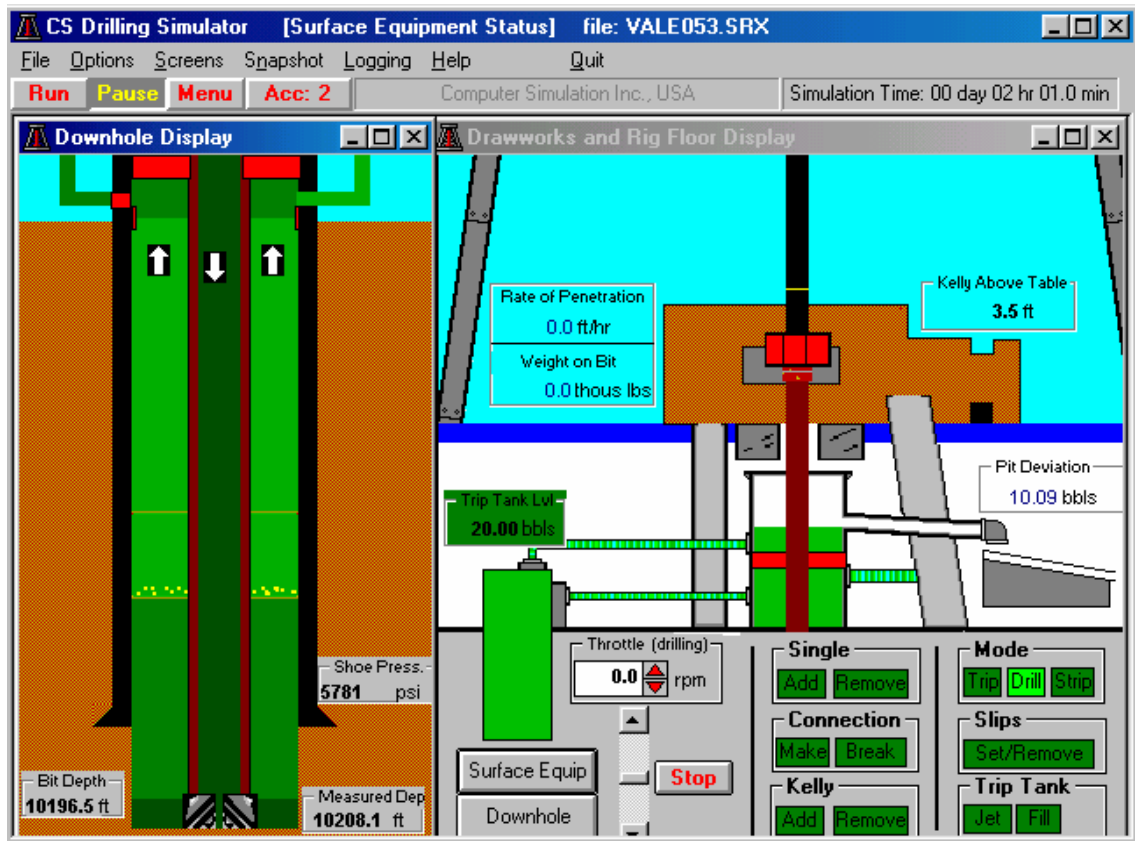 CS Drilling Simulator [Surface Equipment Status] file: VALE053.SRX
File Options Screens Snapshot Logging Help Quit
Run Pause Menu Acc: 2 Computer Simulation Inc., USA Simulation Time: 00 day 02 hr 01.0 min
Downhole Display
Shoe Press.
5781 psi
Bit Depth
10196.5 ft
Measured Dep
10208.1 ft
Drawworks and Rig Floor Display
Rate of Penetration
0.0 ft/hr
Weight on Bit
0.0 thous lbs
Kelly Above Table
3.5 ft
Pit Deviation
10.09 bbls
Trip Tank Lvl
20.00 bbls
Throttle (drilling)
0.0 rpm
Surface Equip
Downhole
Stop
Single
Add Remove
Connection
Make Break
Kelly
Add Remove
Mode
Trip Drill Strip
Slips
Set/Remove
Trip Tank
Jet Fill